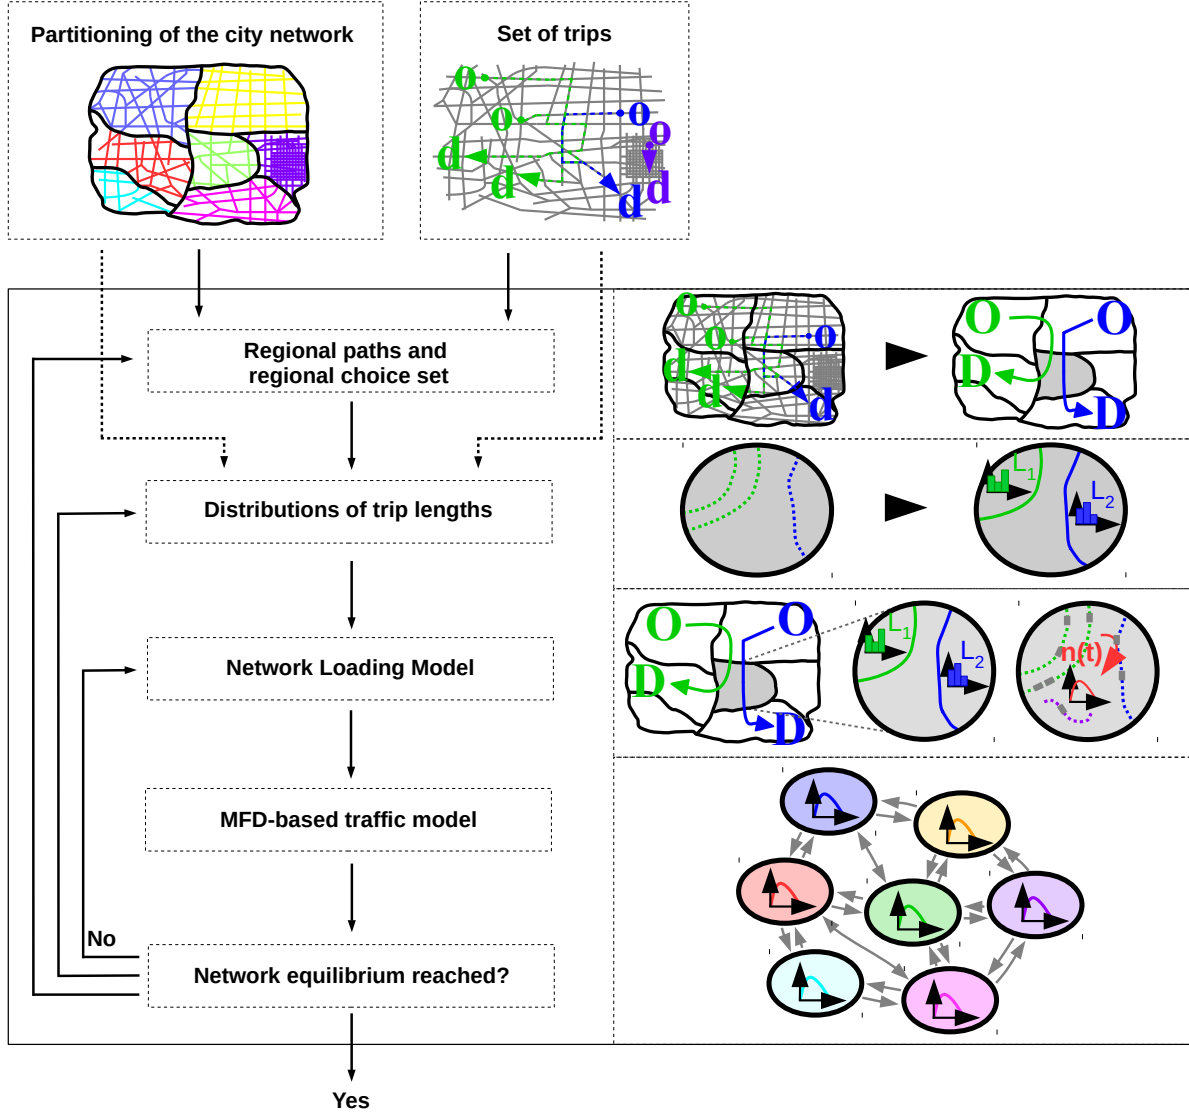 Partitioning of the city network
Set of trips
o
o
o
o
d
d
d
d
Regional paths and
regional choice set
o
o
o
d
d
d
O
O
D
D
Distributions of trip lengths
L1
L2
Network Loading Model
O
O
D
D
L1
L2
n(t)
MFD-based traffic model
No
Network equilibrium reached?
Yes